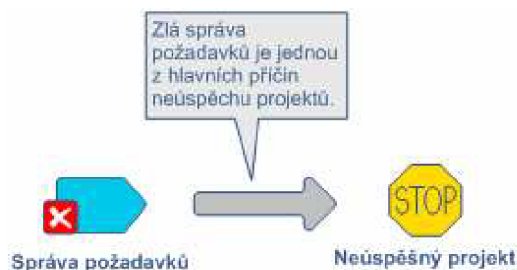 Zlá správa
požadavků je jednou
z hlavních příčin
neúspěchu projektů.
STOP
Správa požadavků
Neúspěšný projekt